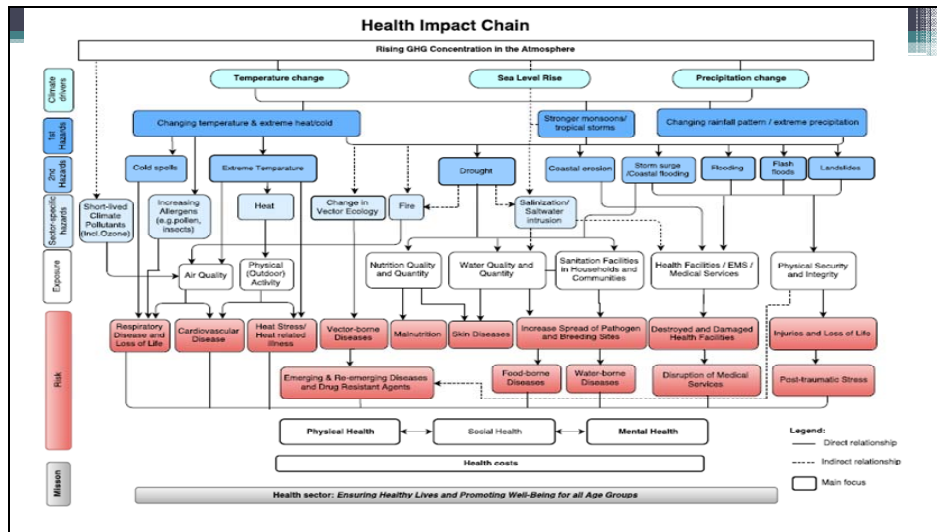 Health Impact Chain
Rising GHG Concentration in the Atmosphere
Climate
drivers
Temperature change
Sea Level Rise
Precipitation change
1st
Hazards
Changing temperature & extreme heat/cold
Stronger monsoons/
tropical storms
Changing rainfall pattern / extreme precipitation
2nd
Hazards
Cold spells
Extreme Temperature
Drought
Coastal erosion
Storm surge
/Coastal flooding
Flooding
Flash
floods
Landslides
Sector-specific
hazards
Short-lived
Climate
Pollutants
(Incl.Ozone)
Increasing
Allergens
(e.g.pollen,
insects)
Heat
Change in
Vector Ecology
Fire
Salinization/
Saltwater
intrusion
Exposure
Air Quality
Physical
(Outdoor)
Activity
Nutrition Quality
and Quantity
Water Quality and
Quantity
Sanitation Facilities
in Households and
Communities
Health Facilities / EMS /
Medical Services
Physical Security
and Integrity
Risk
Respiratory
Disease and
Loss of Life
Cardiovascular
Disease
Heat Stress/
Heat related
illness
Vector-borne
Diseases
Malnutrition
Skin Diseases
Increase Spread of Pathogen
and Breeding Sites
Destroyed and Damaged
Health Facilities
Injuries and Loss of Life
Emerging & Re-emerging Diseases
and Drug Resistant Agents
Food-borne
Diseases
Water-borne
Diseases
Disruption of Medical
Services
Post-traumatic Stress
Physical Health
Social Health
Mental Health
Health costs
Legend:
Direct relationship
Indirect relationship
Main focus
Misson
Health sector: Ensuring Healthy Lives and Promoting Well-Being for all Age Groups